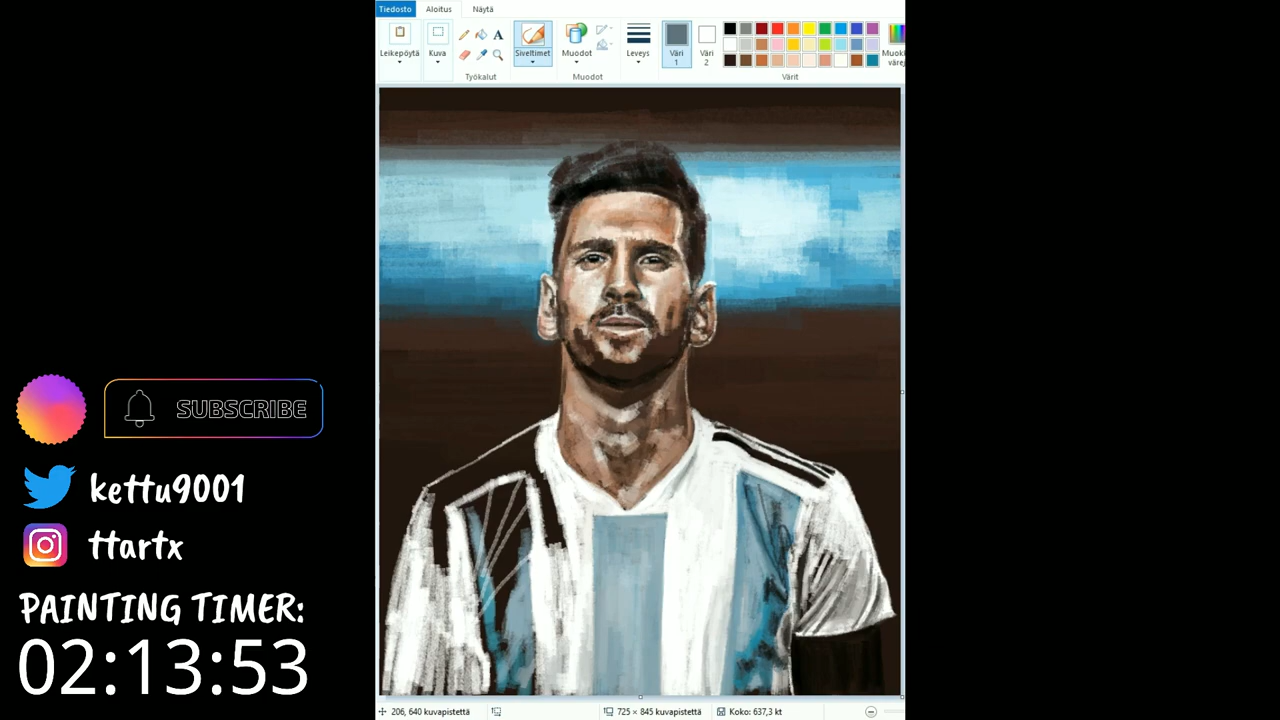 Tiedosto Aloitus Näytä
Leikepöytä Kuva Siveltimet Muodot Leveys Väri 1 Väri 2
Työkalut Muodot Värit
SUBSCRIBE
kettu9001
ttartx
PAINTING TIMER:
02:13:53
206, 640 kuvapistettä 725 × 845 kuvapistettä Koko: 637,3 kt